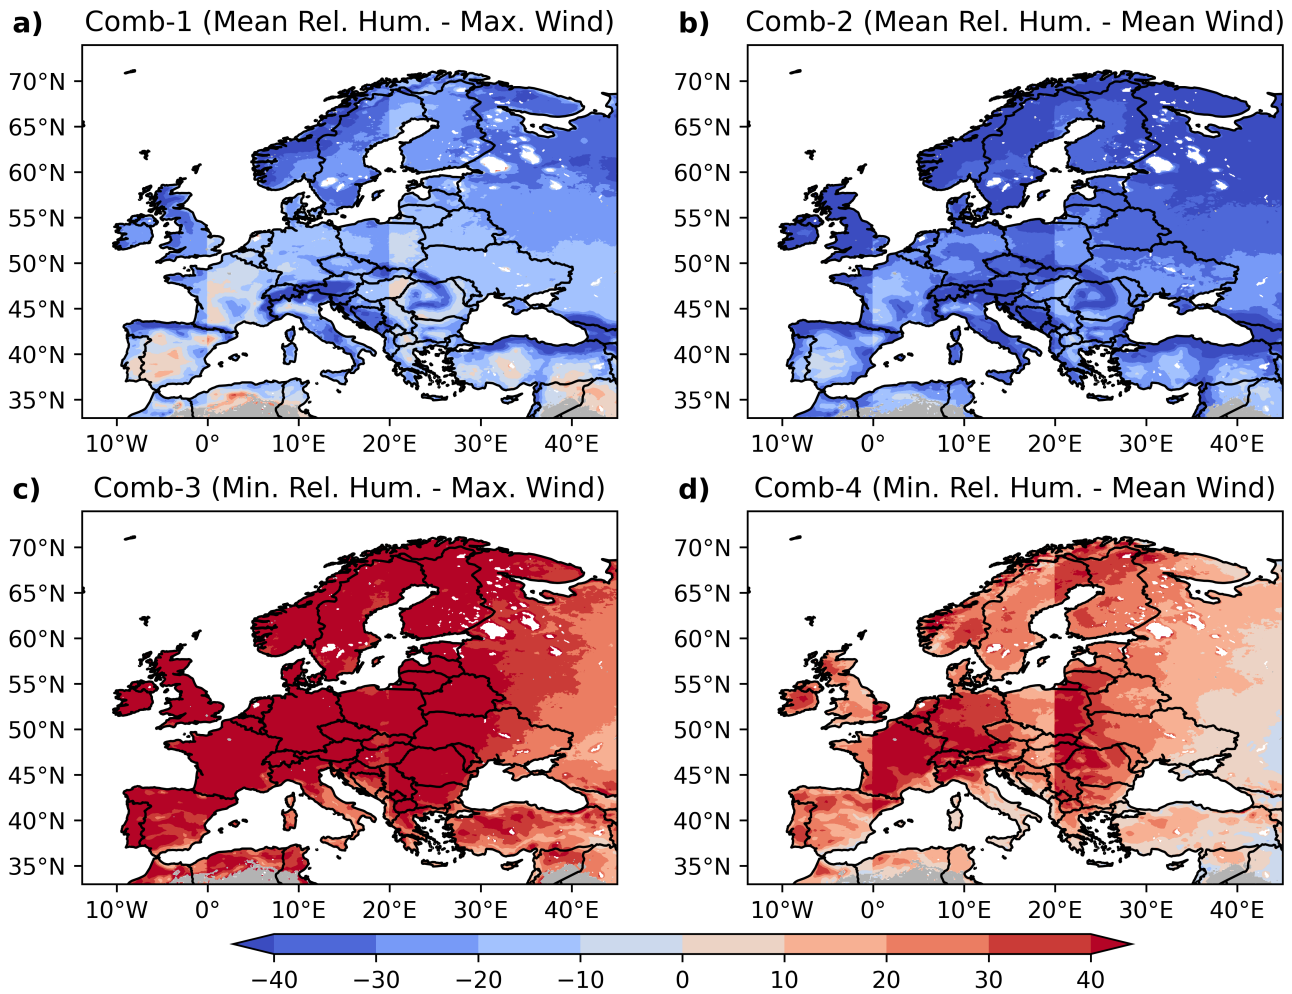 a) Comb-1 (Mean Rel. Hum. - Max. Wind)
70°N
65°N
60°N
55°N
50°N
45°N
40°N
35°N
10°W 0° 10°E 20°E 30°E 40°E
b) Comb-2 (Mean Rel. Hum. - Mean Wind)
70°N
65°N
60°N
55°N
50°N
45°N
40°N
35°N
10°W 0° 10°E 20°E 30°E 40°E
c) Comb-3 (Min. Rel. Hum. - Max. Wind)
70°N
65°N
60°N
55°N
50°N
45°N
40°N
35°N
10°W 0° 10°E 20°E 30°E 40°E
d) Comb-4 (Min. Rel. Hum. - Mean Wind)
70°N
65°N
60°N
55°N
50°N
45°N
40°N
35°N
10°W 0° 10°E 20°E 30°E 40°E
−40 −30 −20 −10 0 10 20 30 40